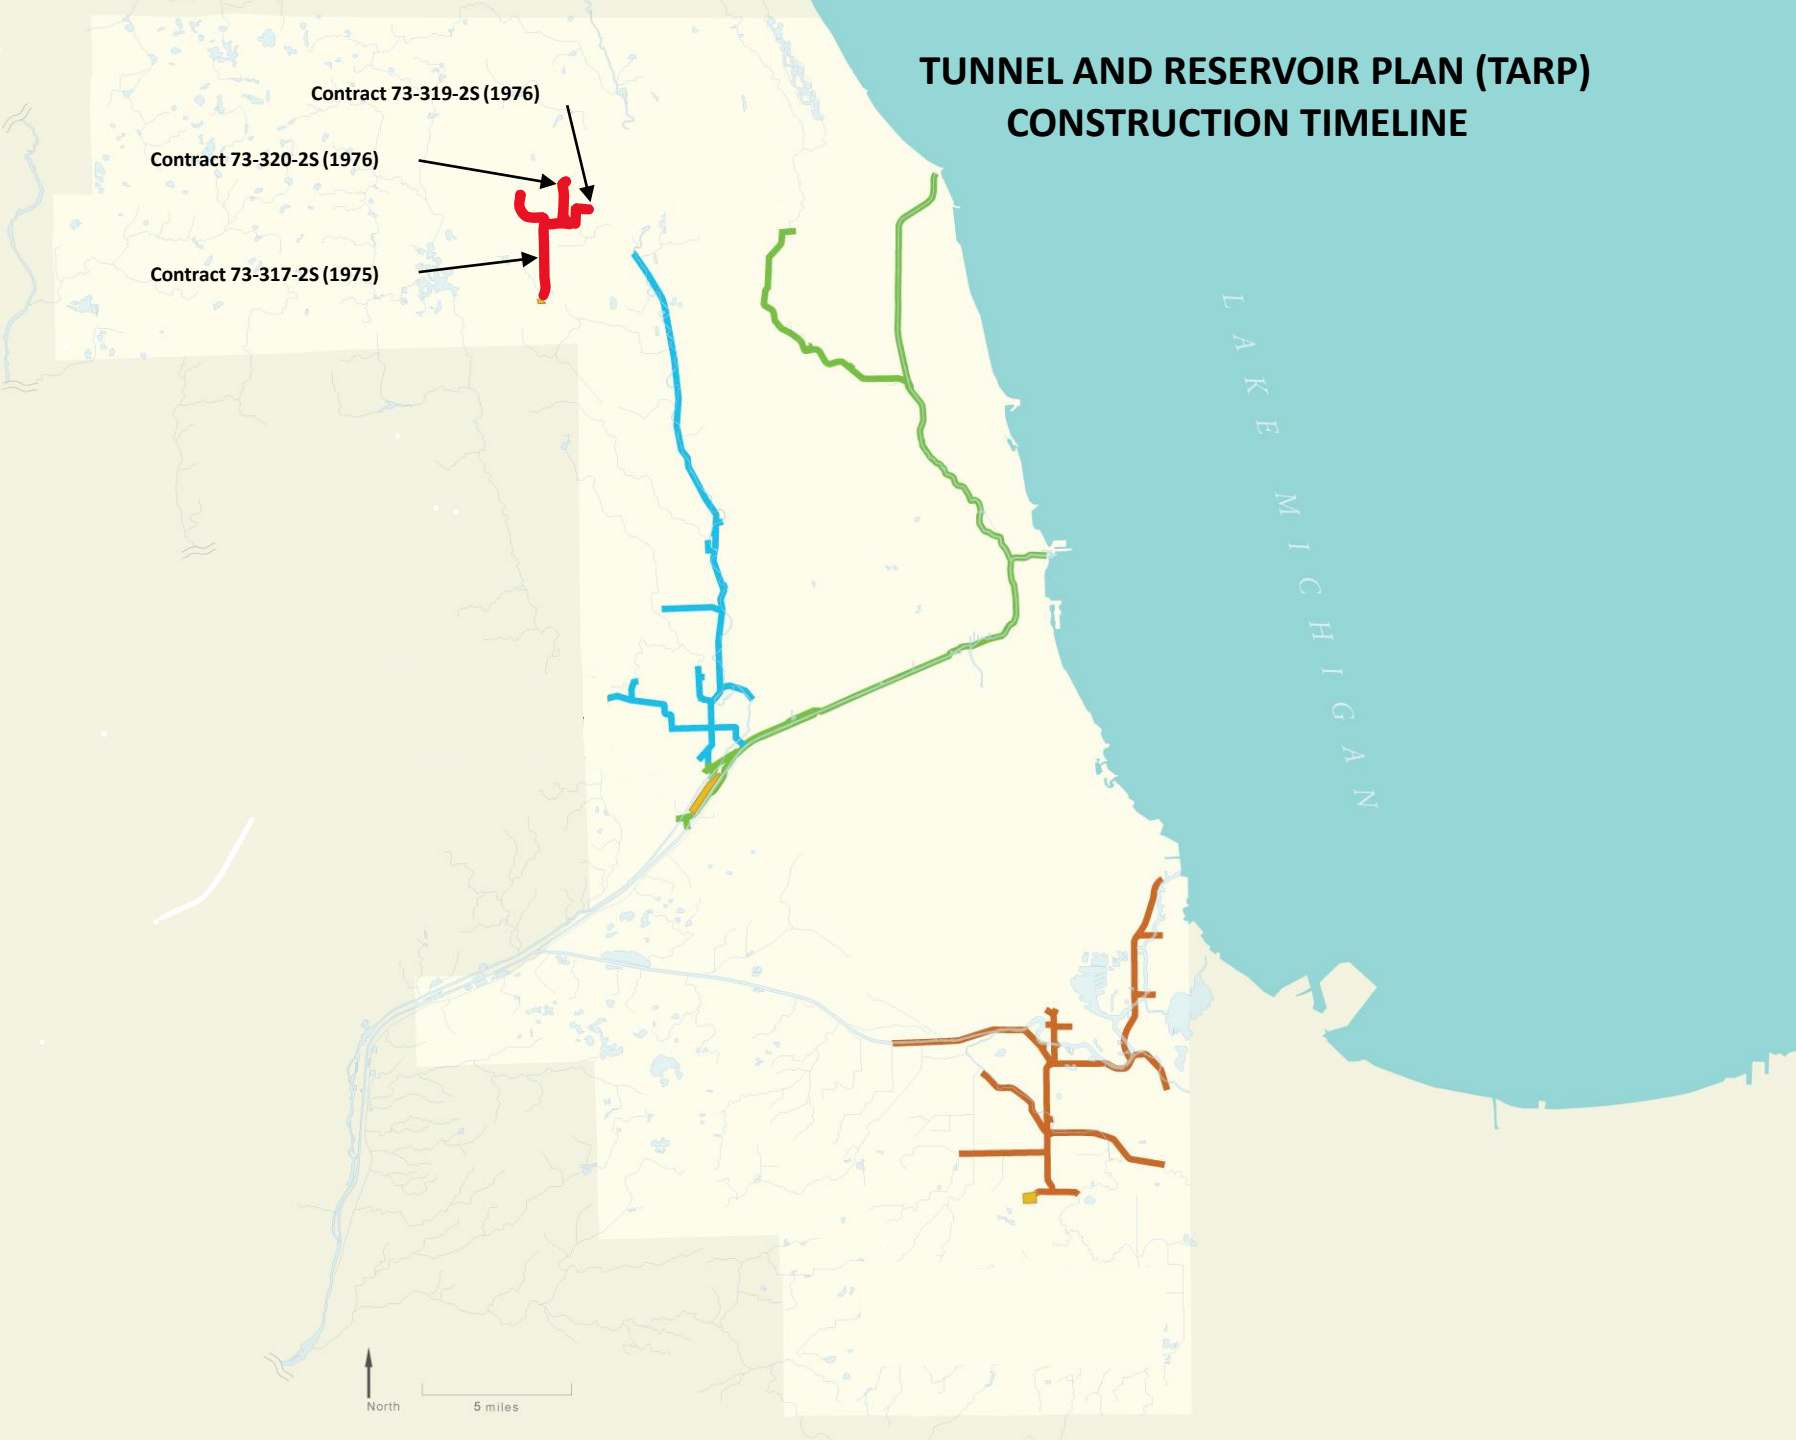 TUNNEL AND RESERVOIR PLAN (TARP)
CONSTRUCTION TIMELINE
Contract 73-319-2S (1976)
Contract 73-320-2S (1976)
Contract 73-317-2S (1975)
LAKE MICHIGAN
North
5 miles